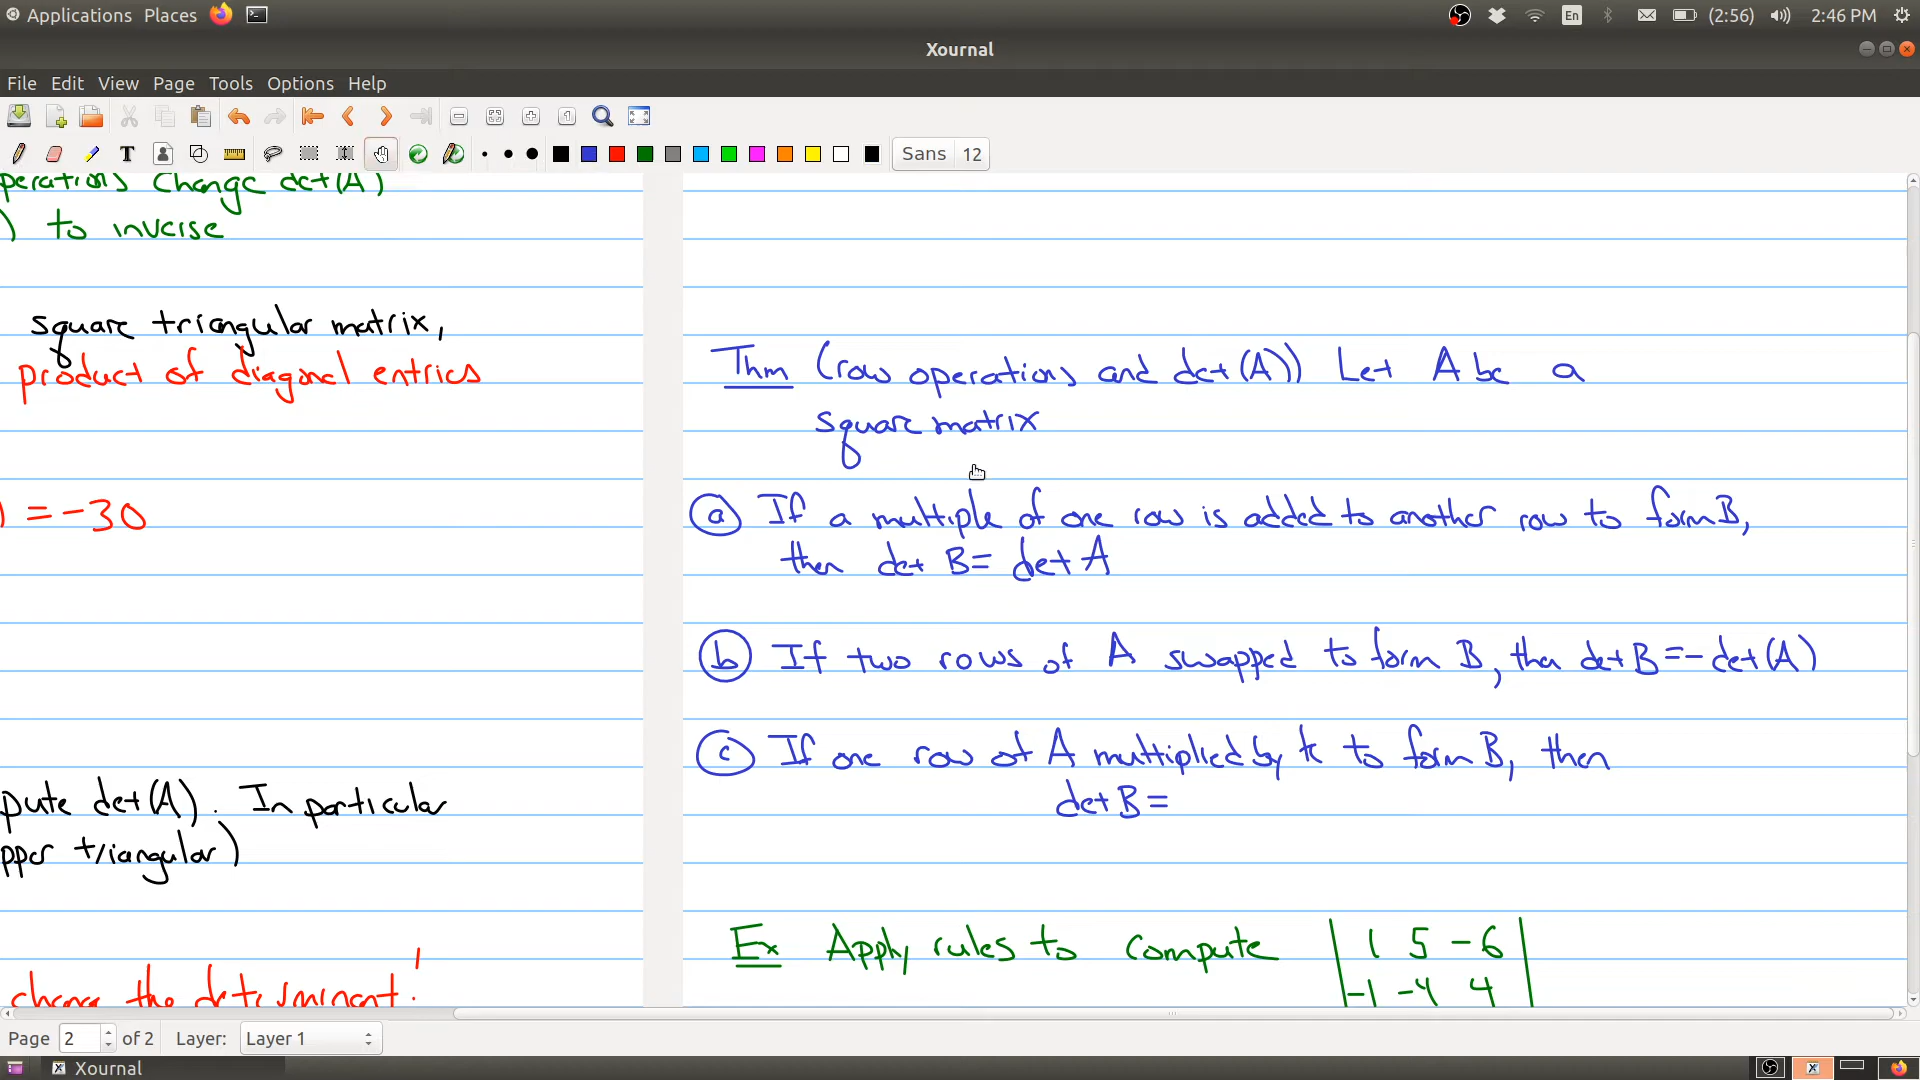 Applications Places
En (2:56) 2:46 PM
Xournal
File Edit View Page Tools Options Help
T Sans 12
perations change det(A)
) to inverse
square triangular matrix,
product of diagonal entries
) = -30
pute det(A). In particular
pper triangular)
change the determinant!
Thm (row operations and det(A)) Let A be a
square matrix
(a) If a multiple of one row is added to another row to form B,
then det B = det A
(b) If two rows of A swapped to form B, then det B = - det(A)
(c) If one row of A multiplied by k to form B, then
det B =
Ex Apply rules to compute | 1 5 -6 |
| -1 -4 4 |
Page 2 of 2 Layer: Layer 1
Xournal